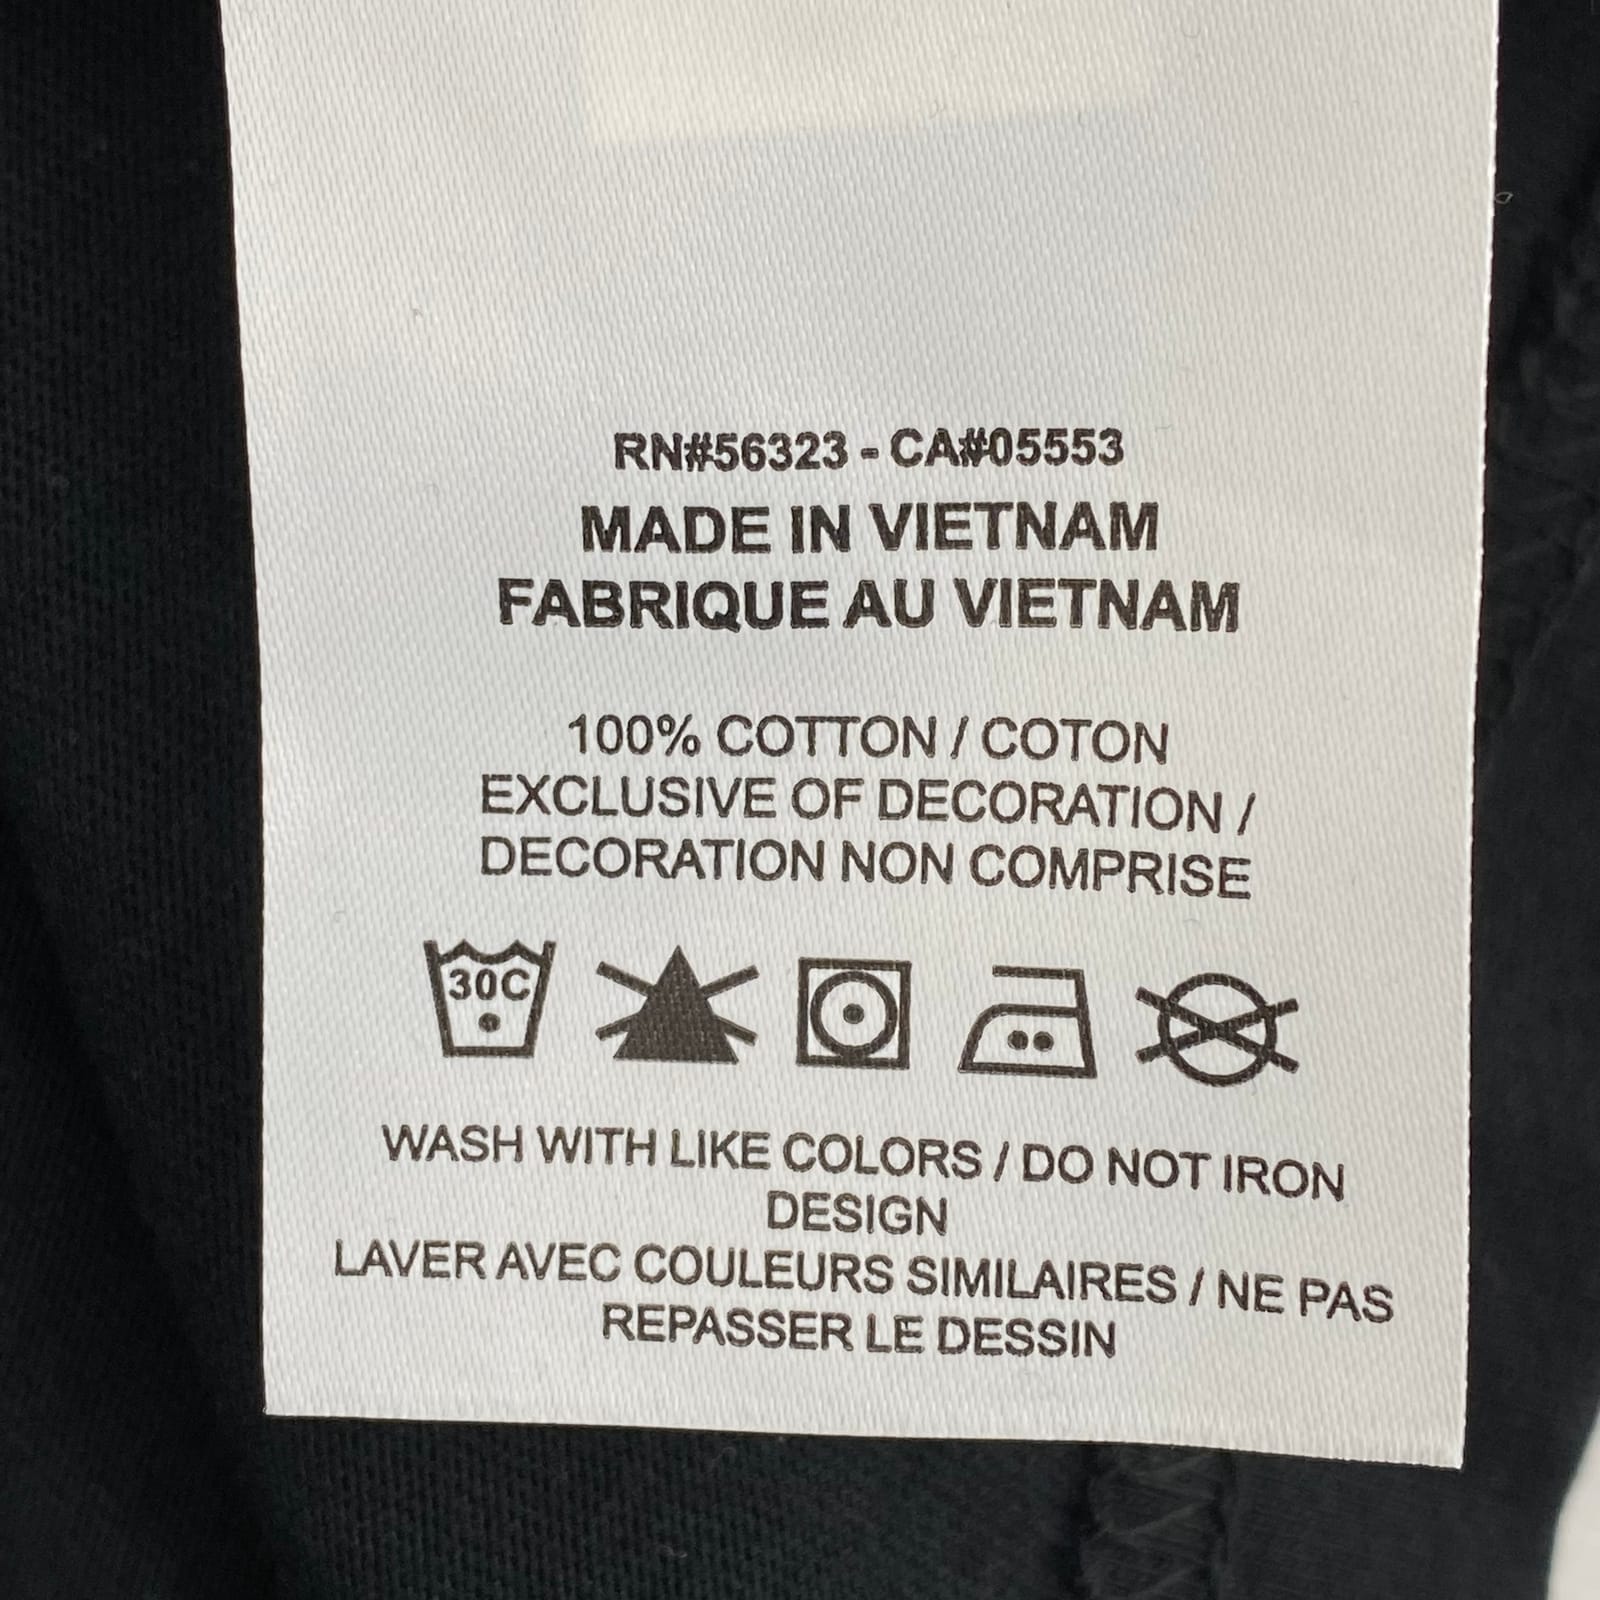 RN#56323 - CA#05553
MADE IN VIETNAM
FABRIQUE AU VIETNAM
100% COTTON / COTON
EXCLUSIVE OF DECORATION /
DECORATION NON COMPRISE
30C
WASH WITH LIKE COLORS / DO NOT IRON
DESIGN
LAVER AVEC COULEURS SIMILAIRES / NE PAS
REPASSER LE DESSIN